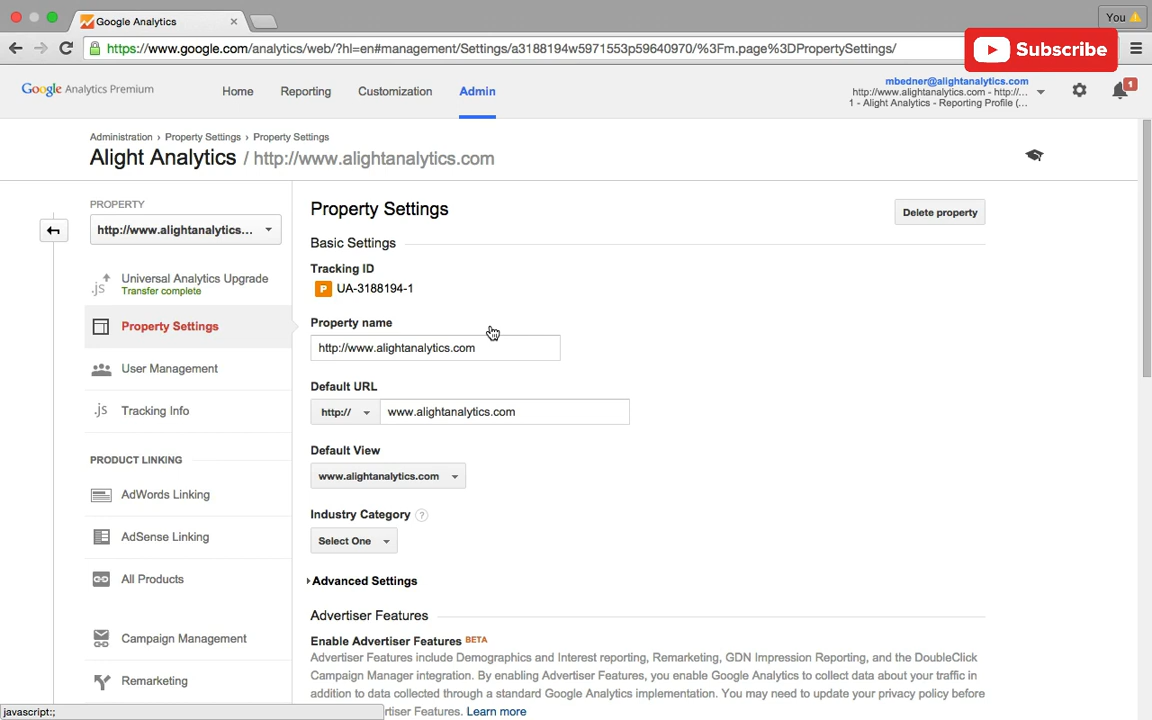 Google Analytics
You
https://www.google.com/analytics/web/?hl=en#management/Settings/a3188194w5971553p59640970/%3Fm.page%3DPropertySettings/
Subscribe
Google Analytics Premium
Home
Reporting
Customization
Admin
mbedner@alightanalytics.com
http://www.alightanalytics.com - http://...
1 - Alight Analytics - Reporting Profile (...
1
Administration › Property Settings › Property Settings
Alight Analytics / http://www.alightanalytics.com
PROPERTY
http://www.alightanalytics...
.js
Universal Analytics Upgrade
Transfer complete
Property Settings
User Management
.js Tracking Info
PRODUCT LINKING
AdWords Linking
AdSense Linking
All Products
Campaign Management
Remarketing
Property Settings
Delete property
Basic Settings
Tracking ID
P UA-3188194-1
Property name
http://www.alightanalytics.com
Default URL
http:// www.alightanalytics.com
Default View
www.alightanalytics.com
Industry Category ?
Select One
Advanced Settings
Advertiser Features
Enable Advertiser Features BETA
Advertiser Features include Demographics and Interest reporting, Remarketing, GDN Impression Reporting, and the DoubleClick
Campaign Manager integration. By enabling Advertiser Features, you enable Google Analytics to collect data about your traffic in
addition to data collected through a standard Google Analytics implementation. You may need to update your privacy policy before
rtiser Features. Learn more
javascript:;